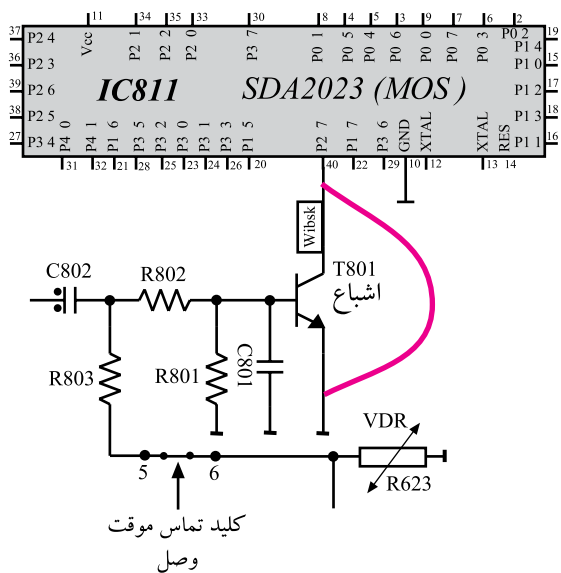 11 34 35 33 30 8 4 5 3 9 7 6 2
37 P2 4 Vcc P2 1 P2 2 P2 0 P3 7 P0 1 P0 5 P0 4 P0 6 P0 0 P0 7 P0 3 P0 2 19
P1 4
36 P2 3 P1 0 15
39 P2 6 IC811 SDA2023 (MOS) P1 2 17
38 P2 5 P1 3 18
27 P3 4 P4 0 P4 1 P1 6 P3 5 P3 2 P3 0 P3 1 P3 3 P1 5 P2 7 P1 7 P3 6 GND XTAL XTAL RES P1 1 16
31 32 21 28 25 23 24 26 20 40 22 29 10 12 13 14
Wibsk
C802 R802 T801
اشباع
R803 R801 C801
VDR
5 6 R623
کلید تماس موقت
وصل